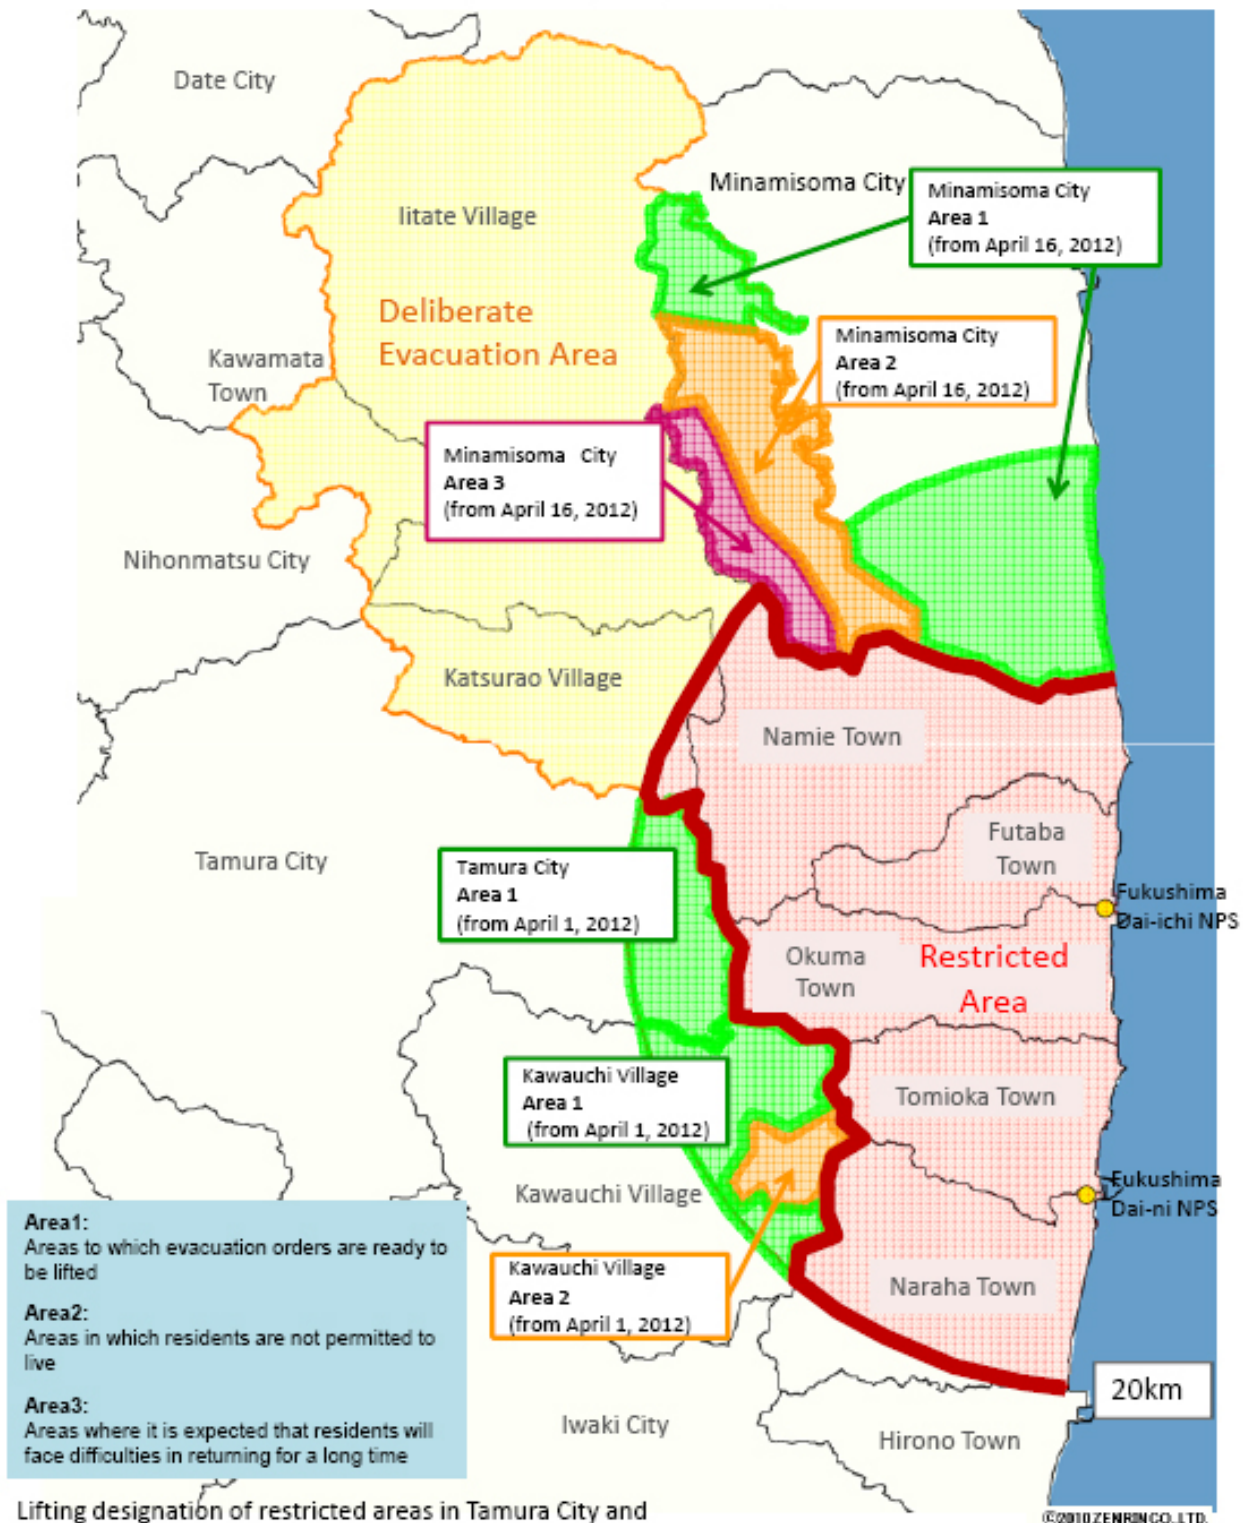 Date City
Minamisoma City
Minamisoma City
Area 1
(from April 16, 2012)
Iitate Village
Deliberate
Evacuation Area
Minamisoma City
Area 2
(from April 16, 2012)
Kawamata
Town
Minamisoma City
Area 3
(from April 16, 2012)
Nihonmatsu City
Katsurao Village
Namie Town
Futaba
Town
Tamura City
Tamura City
Area 1
(from April 1, 2012)
Fukushima
Dai-ichi NPS
Okuma
Town
Restricted
Area
Kawauchi Village
Area 1
(from April 1, 2012)
Tomioka Town
Kawauchi Village
Fukushima
Dai-ni NPS
Area1:
Areas to which evacuation orders are ready to
be lifted
Area2:
Areas in which residents are not permitted to
live
Area3:
Areas where it is expected that residents will
face difficulties in returning for a long time
Kawauchi Village
Area 2
(from April 1, 2012)
Naraha Town
20km
Iwaki City
Hirono Town
Lifting designation of restricted areas in Tamura City and
©2010 ZENRIN CO., LTD.